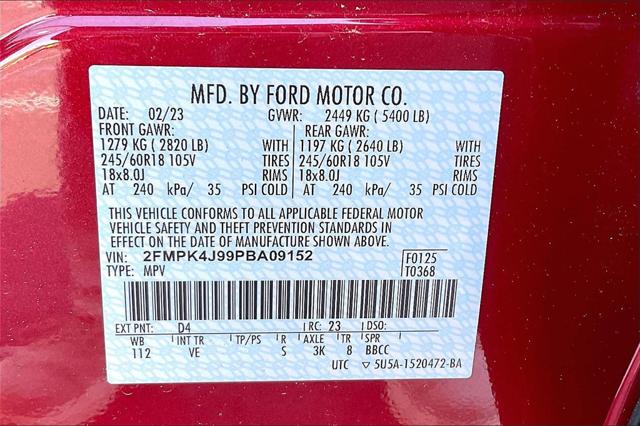 MFD. BY FORD MOTOR CO.
DATE: 02/23 GVWR: 2449 KG ( 5400 LB)
FRONT GAWR: REAR GAWR:
1279 KG ( 2820 LB) WITH 1197 KG ( 2640 LB) WITH
245/60R18 105V TIRES 245/60R18 105V TIRES
18x8.0J RIMS 18x8.0J RIMS
AT 240 kPa/ 35 PSI COLD AT 240 kPa/ 35 PSI COLD
THIS VEHICLE CONFORMS TO ALL APPLICABLE FEDERAL MOTOR
VEHICLE SAFETY AND THEFT PREVENTION STANDARDS IN
EFFECT ON THE DATE OF MANUFACTURE SHOWN ABOVE.
VIN: 2FMPK4J99PBA09152 F0125
TYPE: MPV T0368
EXT PNT: D4 RC: 23 DSO:
WB INT TR TP/PS R AXLE TR SPR
112 VE S 3K 8 BBCC
UTC ▽ 5U5A-1520472-BA